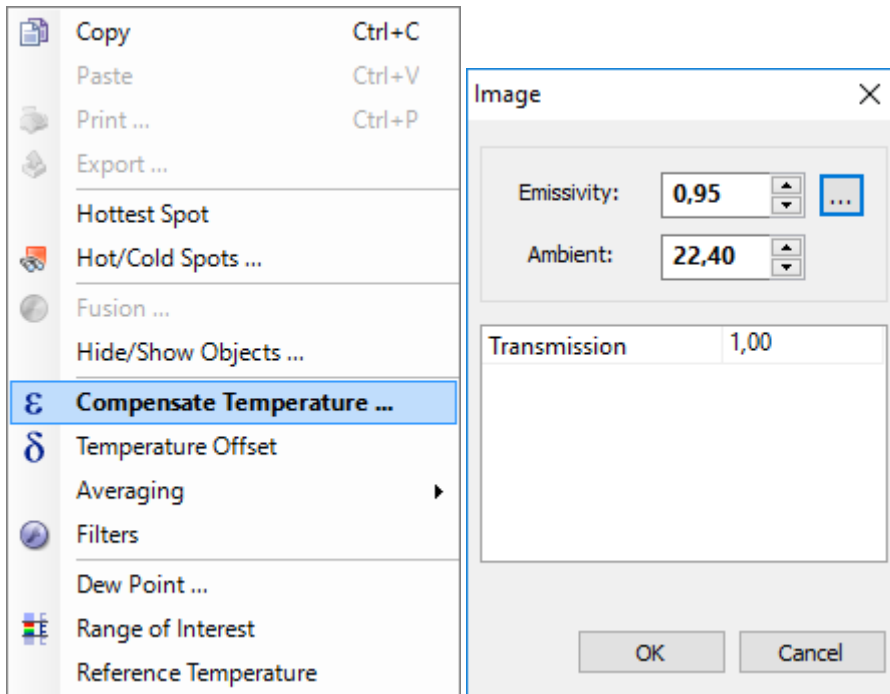 Copy Ctrl+C
Paste Ctrl+V
Print ... Ctrl+P
Export ...
Hottest Spot
Hot/Cold Spots ...
Fusion ...
Hide/Show Objects ...
ε Compensate Temperature ...
δ Temperature Offset
Averaging
Filters
Dew Point ...
Range of Interest
Reference Temperature
Image
Emissivity: 0,95 ...
Ambient: 22,40
Transmission 1,00
OK Cancel